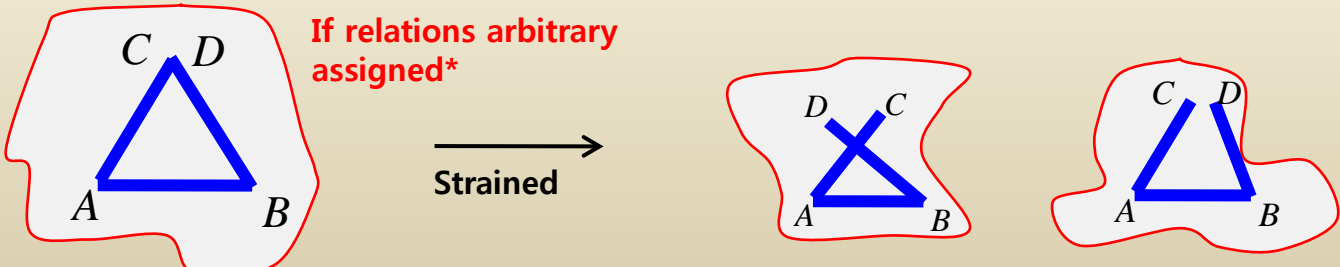 C D
If relations arbitrary
assigned*
A B
Strained
D C
A B
C D
A B